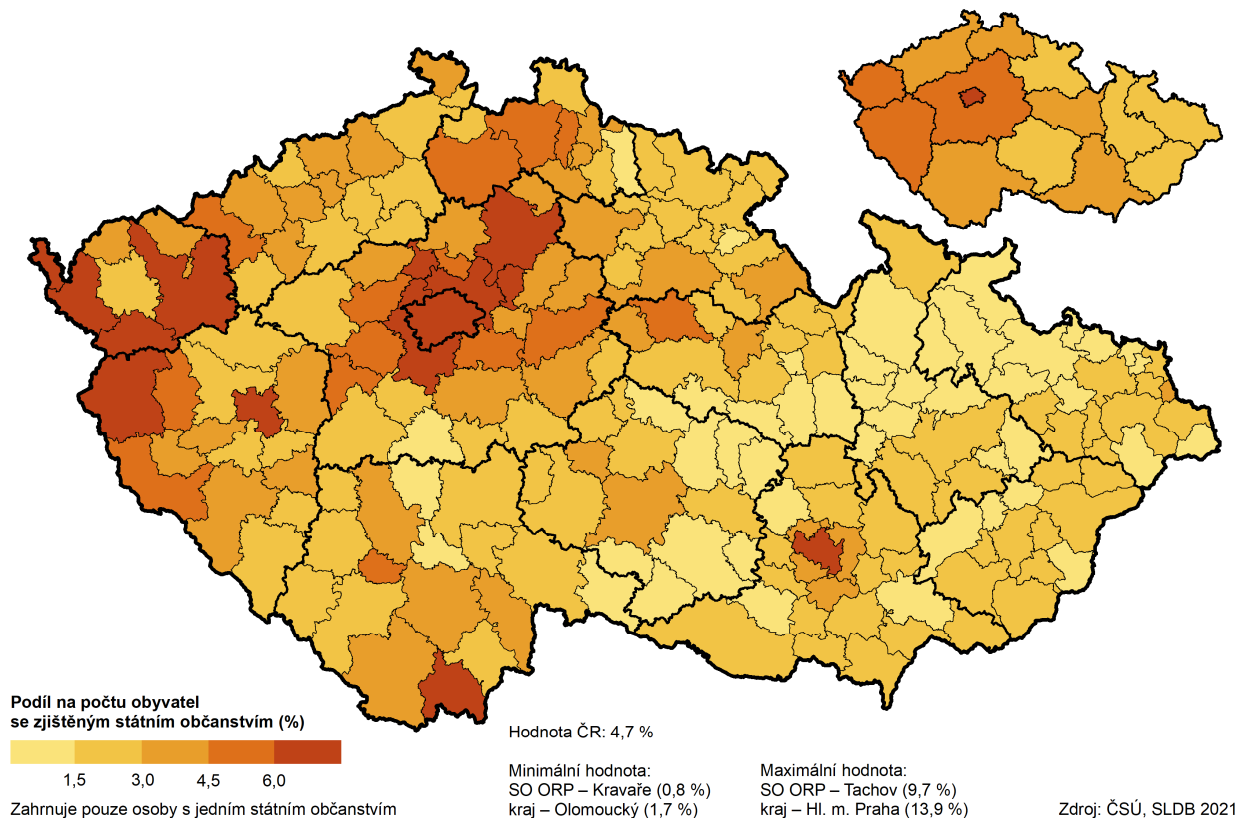 Podíl na počtu obyvatel
se zjištěným státním občanstvím (%)
1,5 3,0 4,5 6,0
Zahrnuje pouze osoby s jedním státním občanstvím
Hodnota ČR: 4,7 %
Minimální hodnota:
SO ORP – Kravaře (0,8 %)
kraj – Olomoucký (1,7 %)
Maximální hodnota:
SO ORP – Tachov (9,7 %)
kraj – Hl. m. Praha (13,9 %)
Zdroj: ČSÚ, SLDB 2021